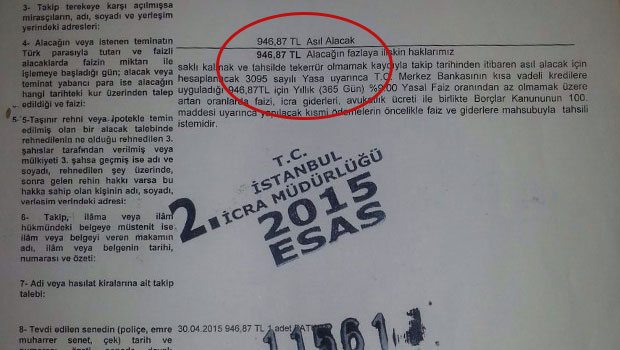 3- Takip terekeye karşı açılmışsa
mirasçıların, adı, soyadı ve yerleşim
yerindeki adresleri:
4- Alacağın veya istenen teminatın
Türk parasıyla tutarı ve faizli
alacaklarda faizin miktarı ile
işlemeye başladığı gün; alacak veya
teminat yabancı para ise alacağın
hangi tarihteki kur üzerinden talep
edildiği ve faizi:
946,87 TL Asıl Alacak
946,87 TL Alacağın fazlaya ilişkin haklarımız
saklı kalmak ve tahsilde tekerrür olmamak kaydıyla takip tarihinden itibaren asıl alacak için
hesaplanacak 3095 sayılı Yasa uyarınca T.C. Merkez Bankasının kısa vadeli kredilere
uyguladığı 946,87TL için Yıllık (365 Gün) %9,00 Yasal Faiz oranından az olmamak üzere
artan oranlarda faizi, icra giderleri, avukatlık ücreti ile birlikte Borçlar Kanununun 100.
maddesi uyarınca yapılacak kısmi ödemelerin öncelikle faiz ve giderlere mahsubuyla tahsili
istemidir.
5-Taşınır rehni veya ipotekle temin
edilmiş olan bir alacak talebinde
rehnedilenin ne olduğu rehnedilen 3.
şahıslar tarafından verilmiş veya
mülkiyeti 3. şahsa geçmiş ise adı ve
soyadı, rehnedilen şey üzerinde,
sonra gelen rehin hakkı varsa bu
hakka sahip olan kişinin adı, soyadı,
yerleşim yerindeki adresi:
T.C.
İSTANBUL
2. İCRA MÜDÜRLÜĞÜ
2015
ESAS
6- Takip, ilâma veya ilâm
hükmündeki belgeye müstenit ise
ilâm veya belgeyi veren makamın
adı, ilâm veya belgenin tarihi,
numarası ve özeti:
7- Adi veya hasılat kiralarına ait takip
talebi:
8- Tevdi edilen senedin (poliçe, emre
muharrer senet, çek) tarih ve
30.04.2015 946,87 TL 1 adet